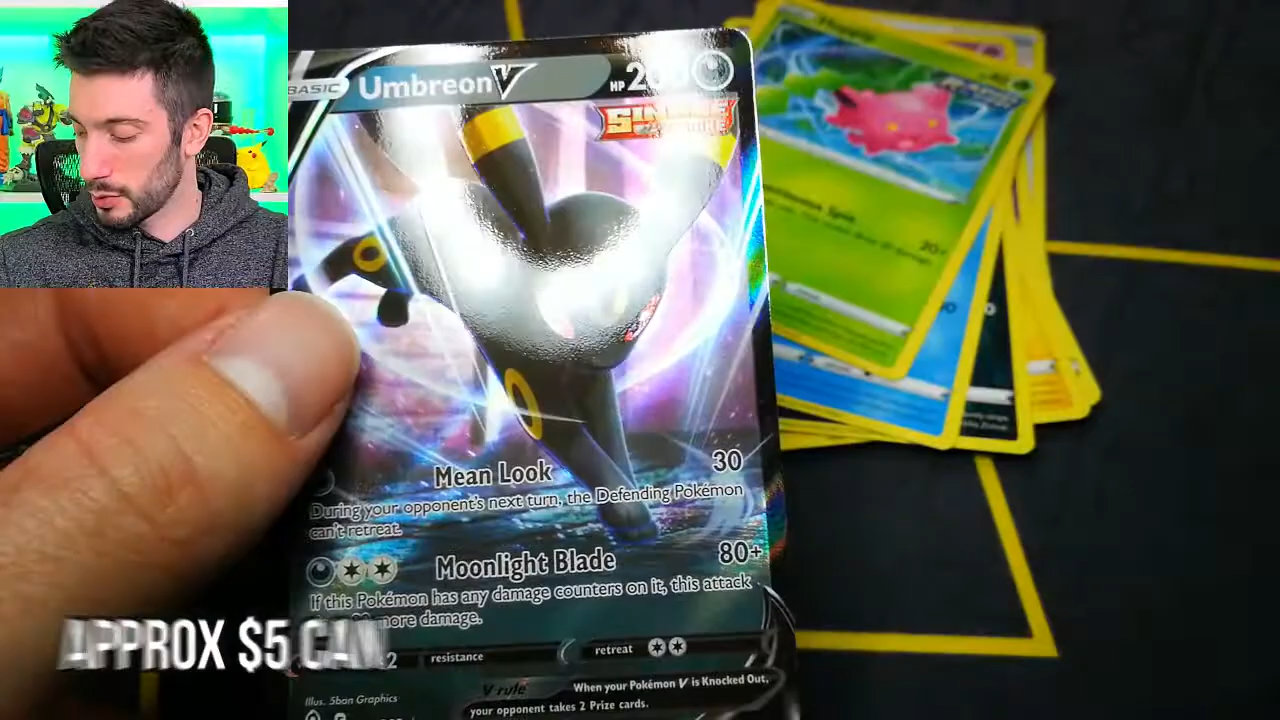 BASIC Umbreon V HP
Mean Look 30
During your opponent's next turn, the Defending Pokémon
can't retreat.
Moonlight Blade 80+
If this Pokémon has any damage counters on it, this attack
more damage.
resistance retreat
V rule When your Pokémon V is Knocked Out,
your opponent takes 2 Prize cards.
Illus. 5ban Graphics
20+
APPROX $5